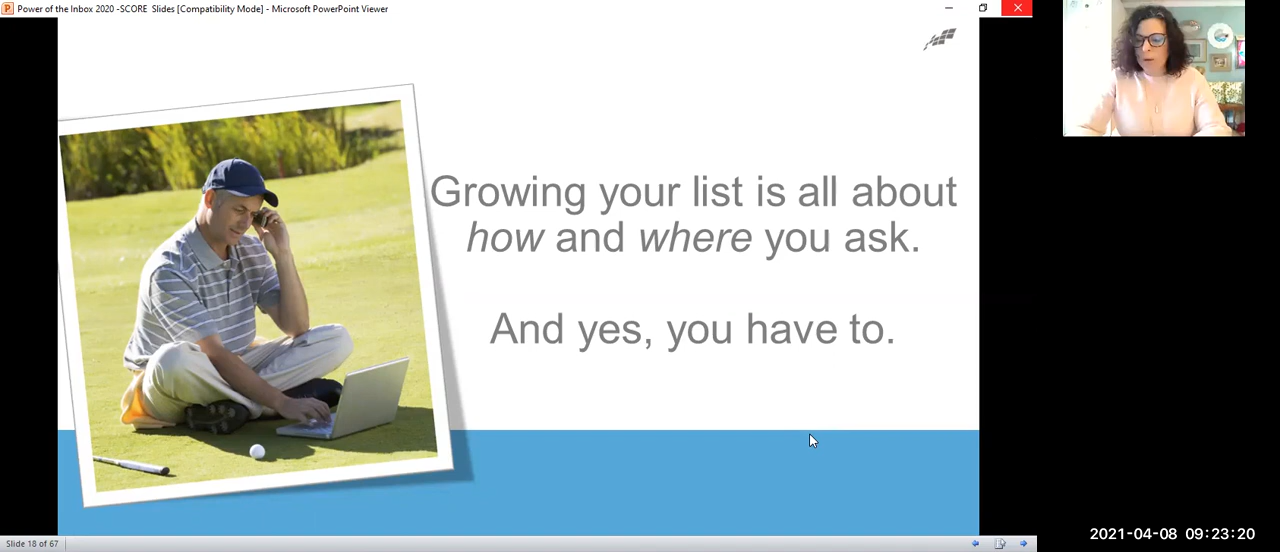 Power of the Inbox 2020 -SCORE Slides [Compatibility Mode] - Microsoft PowerPoint Viewer
Growing your list is all about
how and where you ask.
And yes, you have to.
Slide 18 of 67
2021-04-08 09:23:20